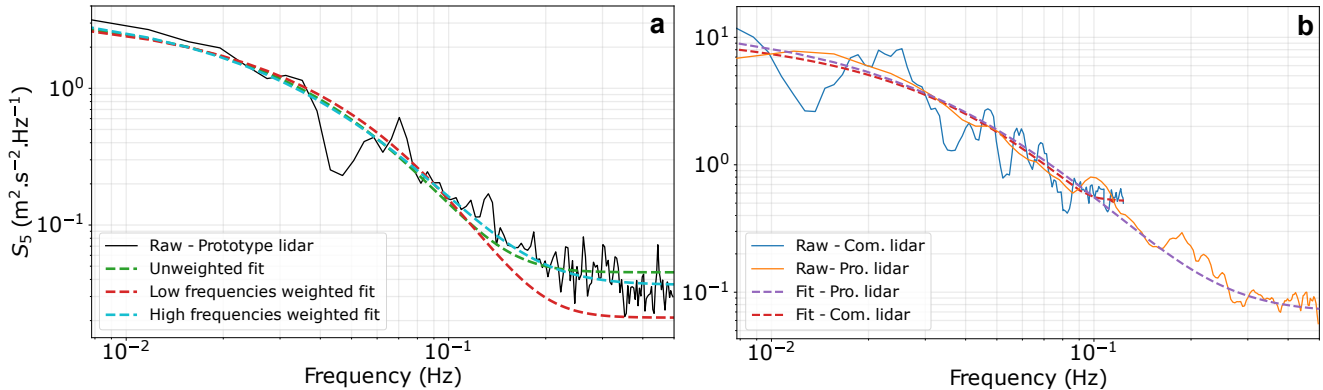 a
10⁰
10⁻¹
S₅ (m².s⁻².Hz⁻¹)
Raw - Prototype lidar
Unweighted fit
Low frequencies weighted fit
High frequencies weighted fit
10⁻² 10⁻¹
Frequency (Hz)
b
10¹
10⁰
10⁻¹
Raw - Com. lidar
Raw- Pro. lidar
Fit - Pro. lidar
Fit - Com. lidar
10⁻² 10⁻¹
Frequency (Hz)